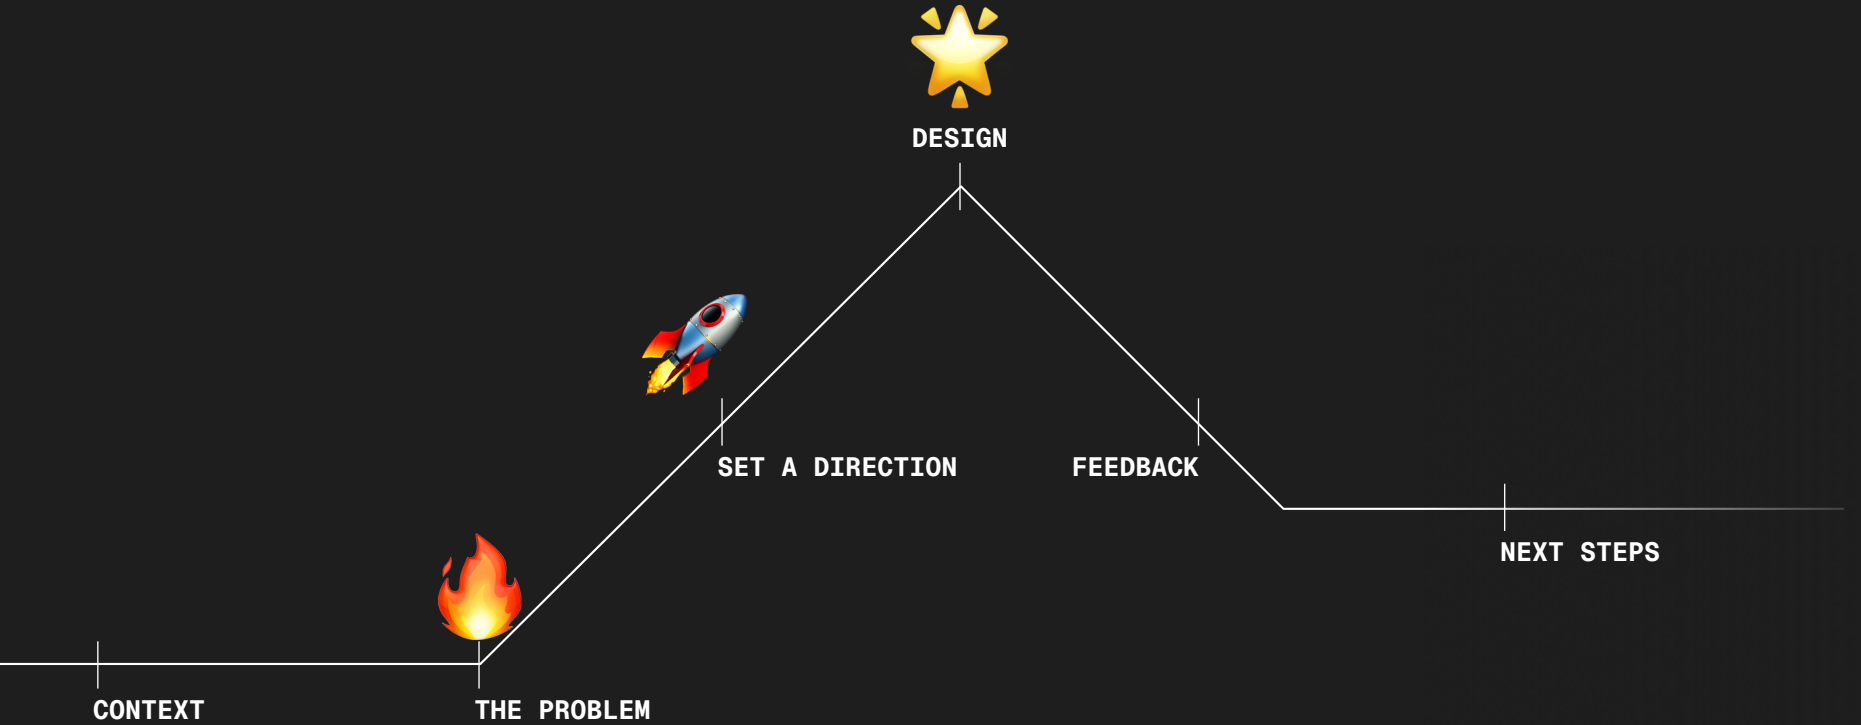 DESIGN
SET A DIRECTION
FEEDBACK
NEXT STEPS
CONTEXT
THE PROBLEM